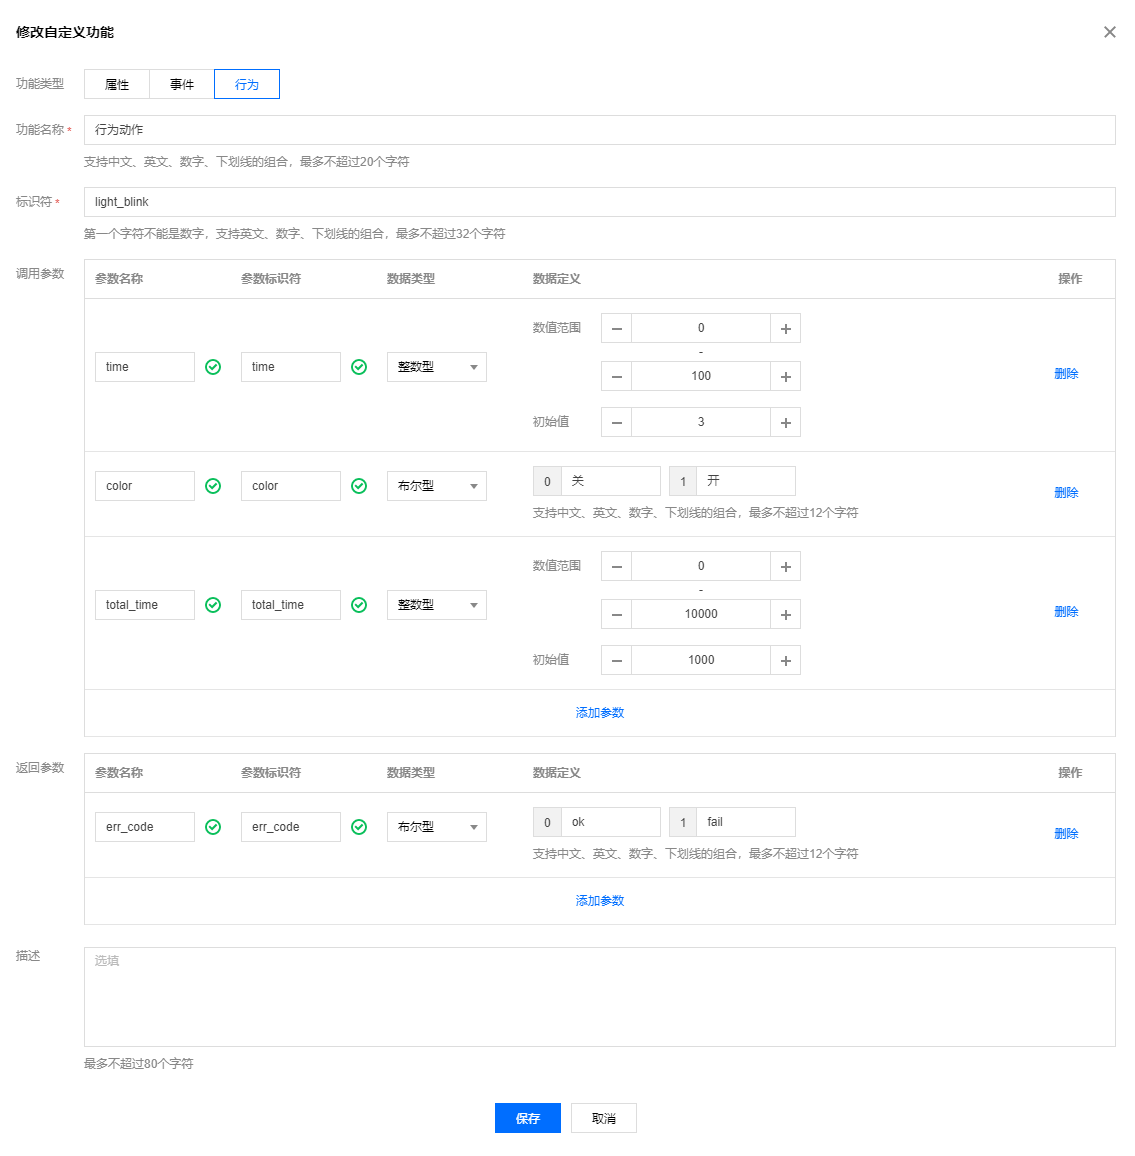 修改自定义功能
功能类型 属性 事件 行为
功能名称 * 行为动作
支持中文、英文、数字、下划线的组合，最多不超过20个字符
标识符 * light_blink
第一个字符不能是数字，支持英文、数字、下划线的组合，最多不超过32个字符
调用参数 参数名称 参数标识符 数据类型 数据定义 操作
数值范围 0
-
time time 整数型 100 删除
初始值 3
color color 布尔型 0 关 1 开 删除
支持中文、英文、数字、下划线的组合，最多不超过12个字符
数值范围 0
-
total_time total_time 整数型 10000 删除
初始值 1000
添加参数
返回参数 参数名称 参数标识符 数据类型 数据定义 操作
err_code err_code 布尔型 0 ok 1 fail 删除
支持中文、英文、数字、下划线的组合，最多不超过12个字符
添加参数
描述 选填
最多不超过80个字符
保存 取消